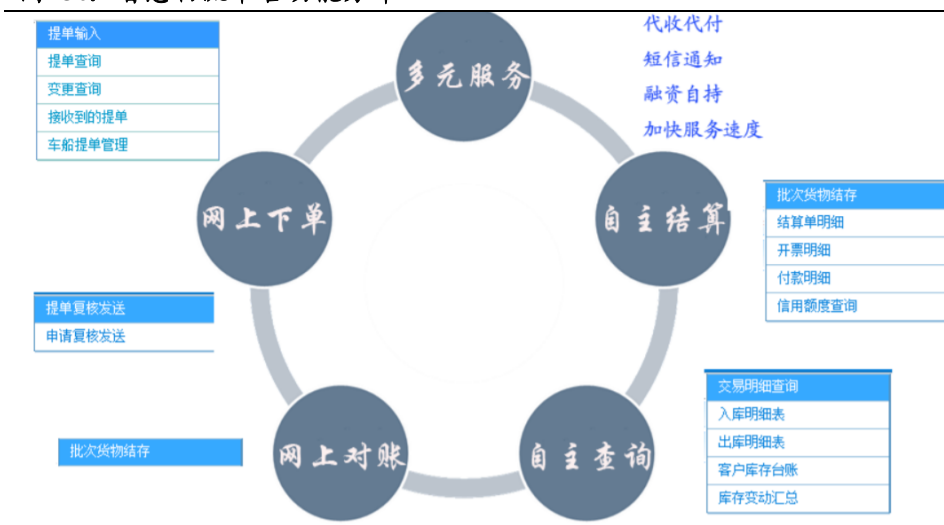 多元服务
代收代付
短信通知
融资自持
加快服务速度
提单输入
提单查询
变更查询
接收到的提单
车船提单管理
网上下单
自主结算
批次货物结存
结算单明细
开票明细
付款明细
信用额度查询
提单复核发送
申请复核发送
交易明细查询
入库明细表
出库明细表
客户库存台账
库存变动汇总
批次货物结存
网上对账
自主查询